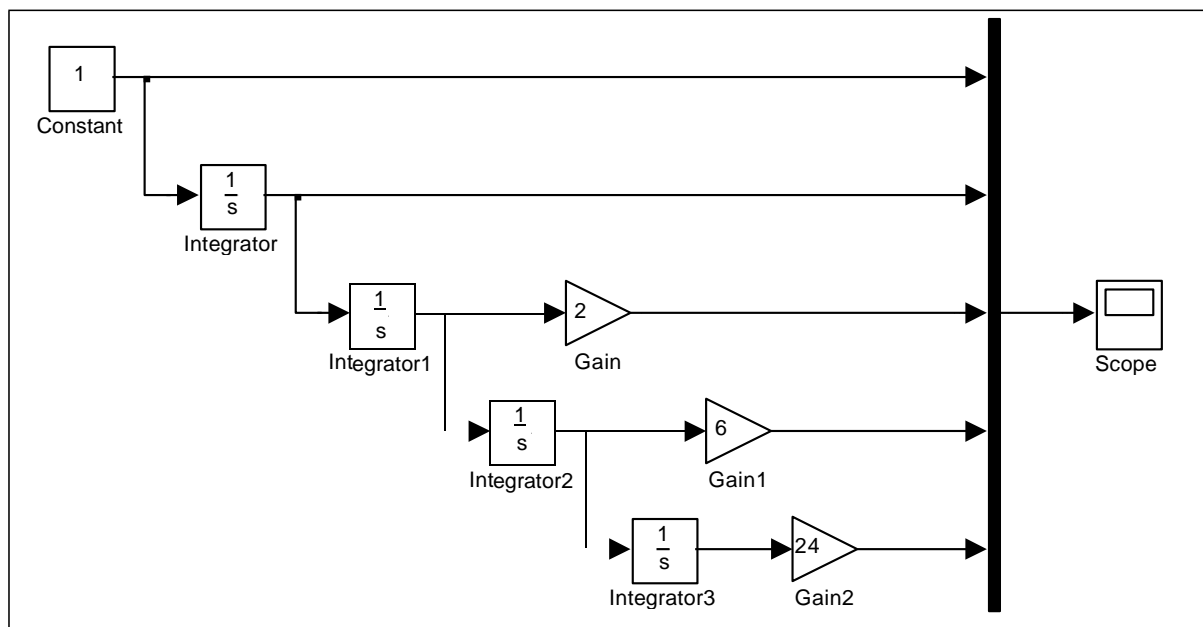 1
Constant
1
s
Integrator
1
s
Integrator1
2
Gain
Scope
1
s
Integrator2
6
Gain1
1
s
Integrator3
24
Gain2